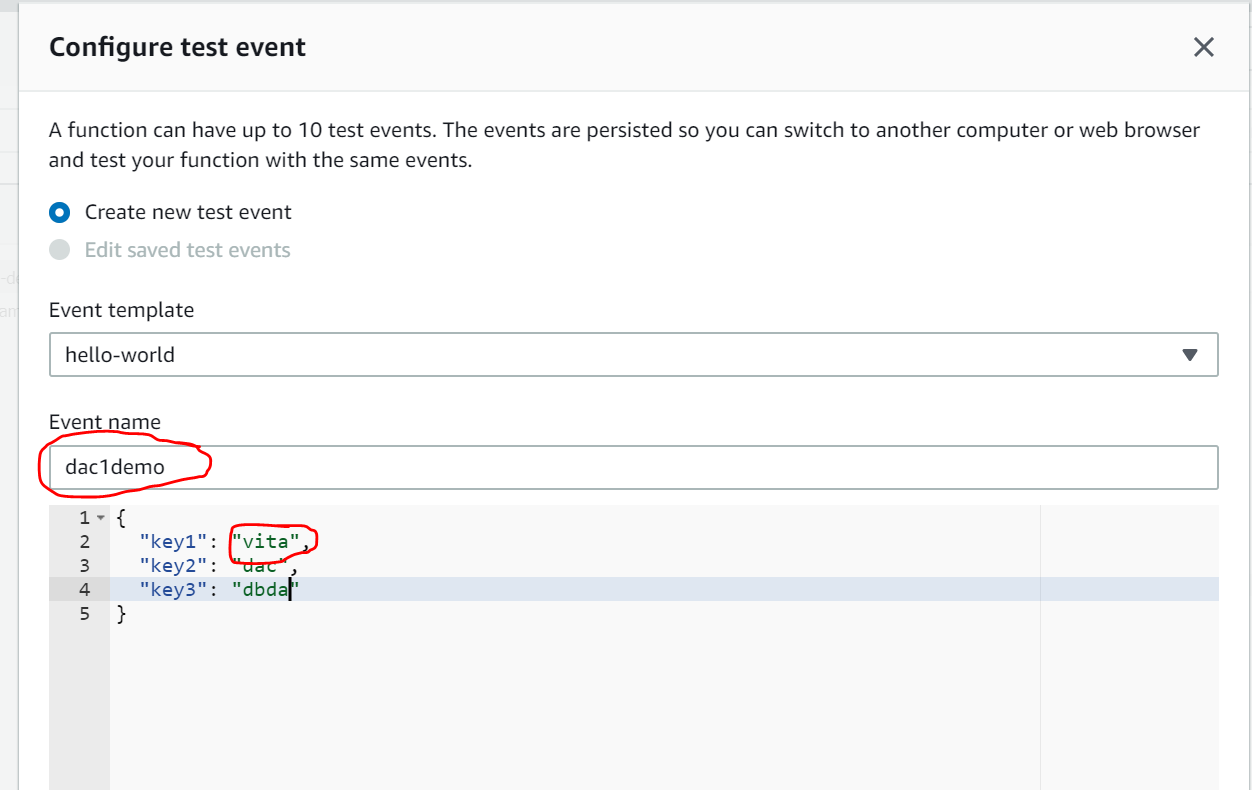 Configure test event
A function can have up to 10 test events. The events are persisted so you can switch to another computer or web browser
and test your function with the same events.
Create new test event
Edit saved test events
Event template
hello-world
Event name
dac1demo
1 {
2 "key1": "vita",
3 "key2": "dac",
4 "key3": "dbda"
5 }